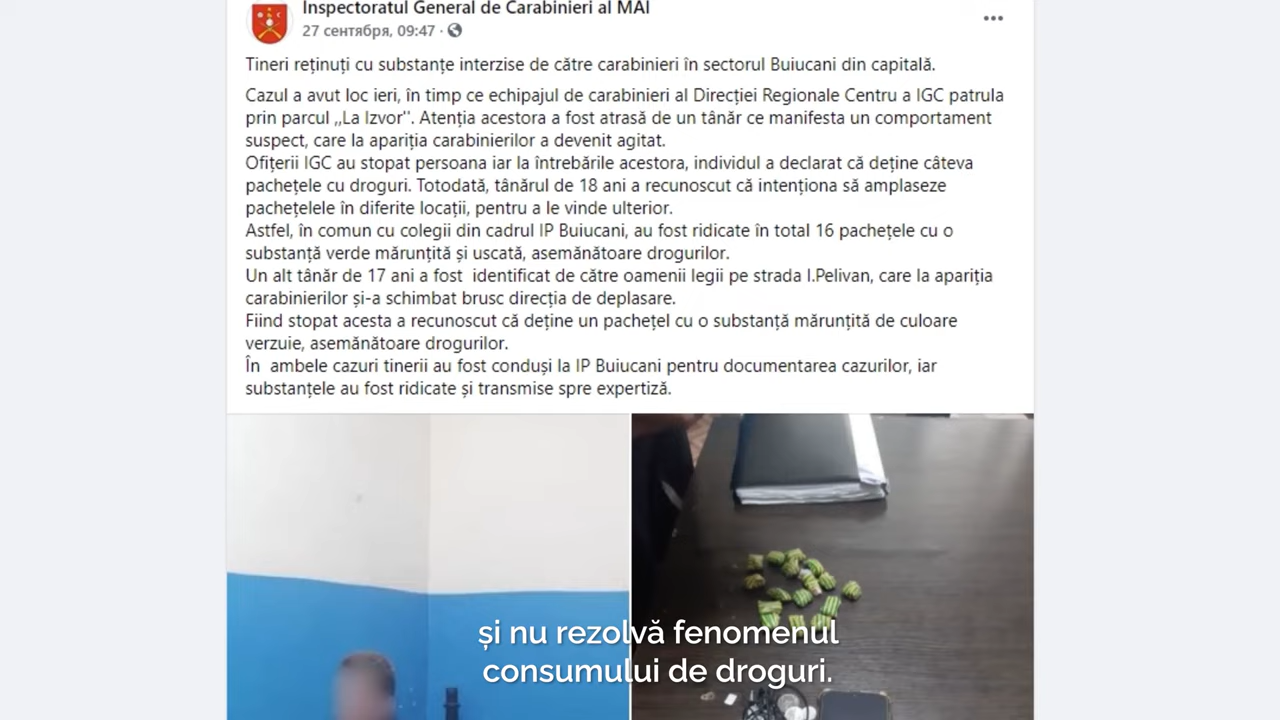 Inspectoratul General de Carabinieri al MAI
27 сентября, 09:47 ·
Tineri reținuți cu substanțe interzise de către carabinieri în sectorul Buiucani din capitală.
Cazul a avut loc ieri, în timp ce echipajul de carabinieri al Direcției Regionale Centru a IGC patrula
prin parcul ,,La Izvor''. Atenția acestora a fost atrasă de un tânăr ce manifesta un comportament
suspect, care la apariția carabinierilor a devenit agitat.
Ofițerii IGC au stopat persoana iar la întrebările acestora, individul a declarat că deține câteva
pachețele cu droguri. Totodată, tânărul de 18 ani a recunoscut că intenționa să amplaseze
pachețelele în diferite locații, pentru a le vinde ulterior.
Astfel, în comun cu colegii din cadrul IP Buiucani, au fost ridicate în total 16 pachețele cu o
substanță verde mărunțită și uscată, asemănătoare drogurilor.
Un alt tânăr de 17 ani a fost  identificat de către oamenii legii pe strada I.Pelivan, care la apariția
carabinierilor și-a schimbat brusc direcția de deplasare.
Fiind stopat acesta a recunoscut că deține un pachețel cu o substanță mărunțită de culoare
verzuie, asemănătoare drogurilor.
În  ambele cazuri tinerii au fost conduși la IP Buiucani pentru documentarea cazurilor, iar
substanțele au fost ridicate și transmise spre expertiză.
și nu rezolvă fenomenul
consumului de droguri.